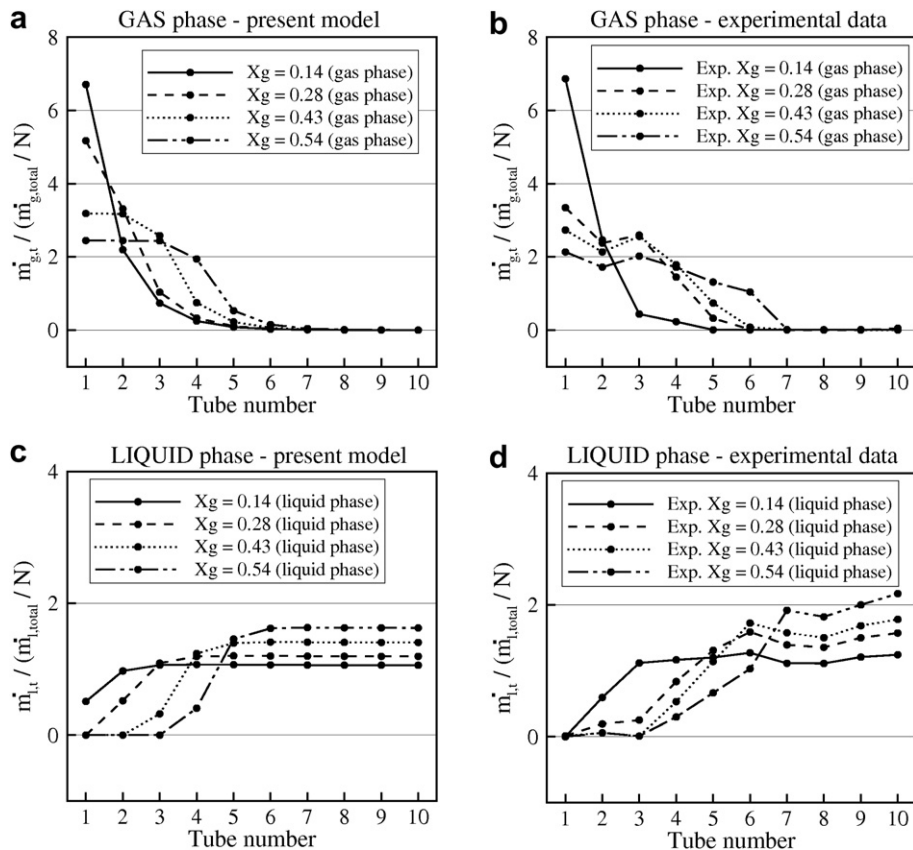 a
GAS phase - present model
8
6
4
2
0
ṁg,t / (ṁg,total / N)
Xg = 0.14 (gas phase)
Xg = 0.28 (gas phase)
Xg = 0.43 (gas phase)
Xg = 0.54 (gas phase)
1 2 3 4 5 6 7 8 9 10
Tube number
b
GAS phase - experimental data
8
6
4
2
0
ṁg,t / (ṁg,total / N)
Exp. Xg = 0.14 (gas phase)
Exp. Xg = 0.28 (gas phase)
Exp. Xg = 0.43 (gas phase)
Exp. Xg = 0.54 (gas phase)
1 2 3 4 5 6 7 8 9 10
Tube number
c
LIQUID phase - present model
4
2
0
ṁl,t / (ṁl,total / N)
Xg = 0.14 (liquid phase)
Xg = 0.28 (liquid phase)
Xg = 0.43 (liquid phase)
Xg = 0.54 (liquid phase)
1 2 3 4 5 6 7 8 9 10
Tube number
d
LIQUID phase - experimental data
4
2
0
ṁl,t / (ṁl,total / N)
Exp. Xg = 0.14 (liquid phase)
Exp. Xg = 0.28 (liquid phase)
Exp. Xg = 0.43 (liquid phase)
Exp. Xg = 0.54 (liquid phase)
1 2 3 4 5 6 7 8 9 10
Tube number